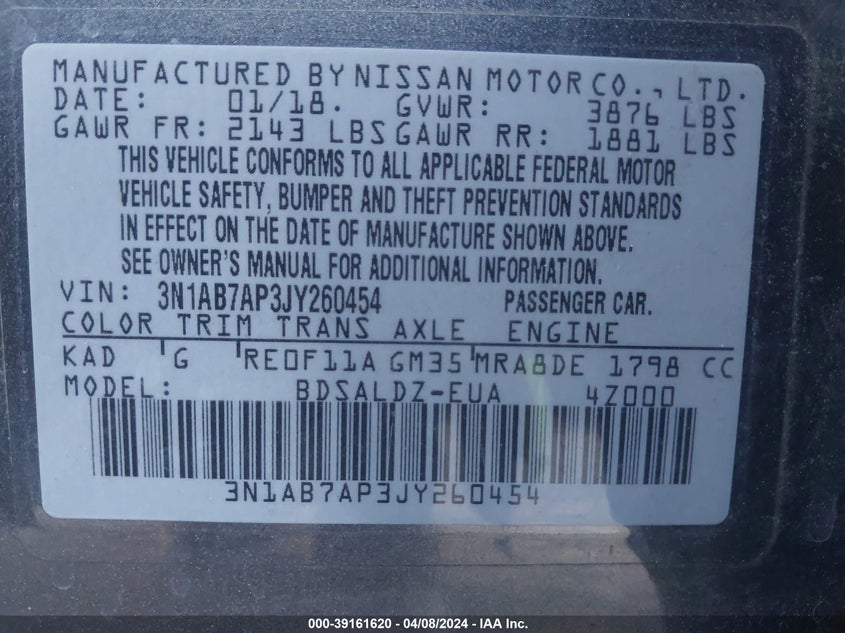 MANUFACTURED BY NISSAN MOTOR CO., LTD.
DATE: 01/18. GVWR: 3876 LBS
GAWR FR: 2143 LBS GAWR RR: 1881 LBS
THIS VEHICLE CONFORMS TO ALL APPLICABLE FEDERAL MOTOR
VEHICLE SAFETY, BUMPER AND THEFT PREVENTION STANDARDS
IN EFFECT ON THE DATE OF MANUFACTURE SHOWN ABOVE.
SEE OWNER'S MANUAL FOR ADDITIONAL INFORMATION.
VIN: 3N1AB7AP3JY260454 PASSENGER CAR.
COLOR TRIM TRANS AXLE ENGINE
KAD G RE0F11A GM35 MRA8DE 1798 CC
MODEL: BDSALDZ-EUA 4Z000
3N1AB7AP3JY260454
000-39161620 - 04/08/2024 - IAA Inc.